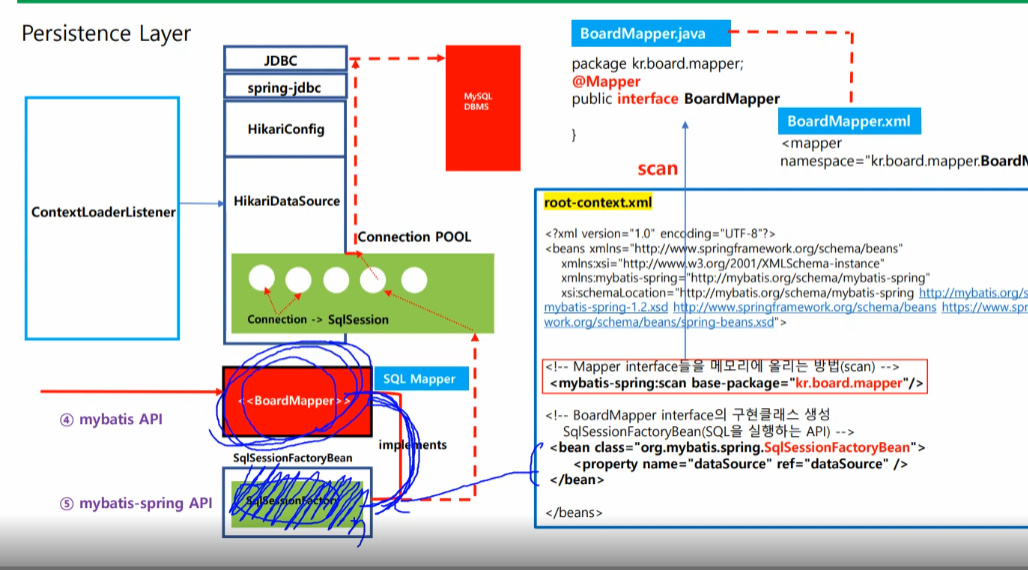 Persistence Layer
ContextLoaderListener
JDBC
spring-jdbc
HikariConfig
HikariDataSource
MySQL
DBMS
Connection POOL
Connection -> SqlSession
<<BoardMapper>>
SQL Mapper
④ mybatis API
implements
SqlSessionFactoryBean
SqlSessionFactory
⑤ mybatis-spring API
BoardMapper.java
package kr.board.mapper;
@Mapper
public interface BoardMapper
}
BoardMapper.xml
<mapper
namespace="kr.board.mapper.BoardM
scan
root-context.xml
<?xml version="1.0" encoding="UTF-8"?>
<beans xmlns="http://www.springframework.org/schema/beans"
xmlns:xsi="http://www.w3.org/2001/XMLSchema-instance"
xmlns:mybatis-spring="http://mybatis.org/schema/mybatis-spring"
xsi:schemaLocation="http://mybatis.org/schema/mybatis-spring http://mybatis.org/s
mybatis-spring-1.2.xsd http://www.springframework.org/schema/beans https://www.spr
work.org/schema/beans/spring-beans.xsd">
<!-- Mapper interface들을 메모리에 올리는 방법(scan) -->
<mybatis-spring:scan base-package="kr.board.mapper"/>
<!-- BoardMapper interface의 구현클래스 생성
SqlSessionFactoryBean(SQL을 실행하는 API) -->
<bean class="org.mybatis.spring.SqlSessionFactoryBean">
<property name="dataSource" ref="dataSource" />
</bean>
</beans>